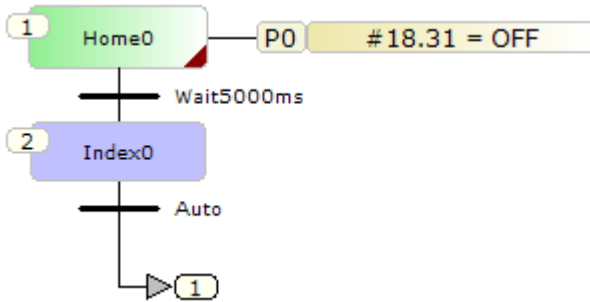 1
Home0
P0
#18.31 = OFF
Wait5000ms
2
Index0
Auto
1